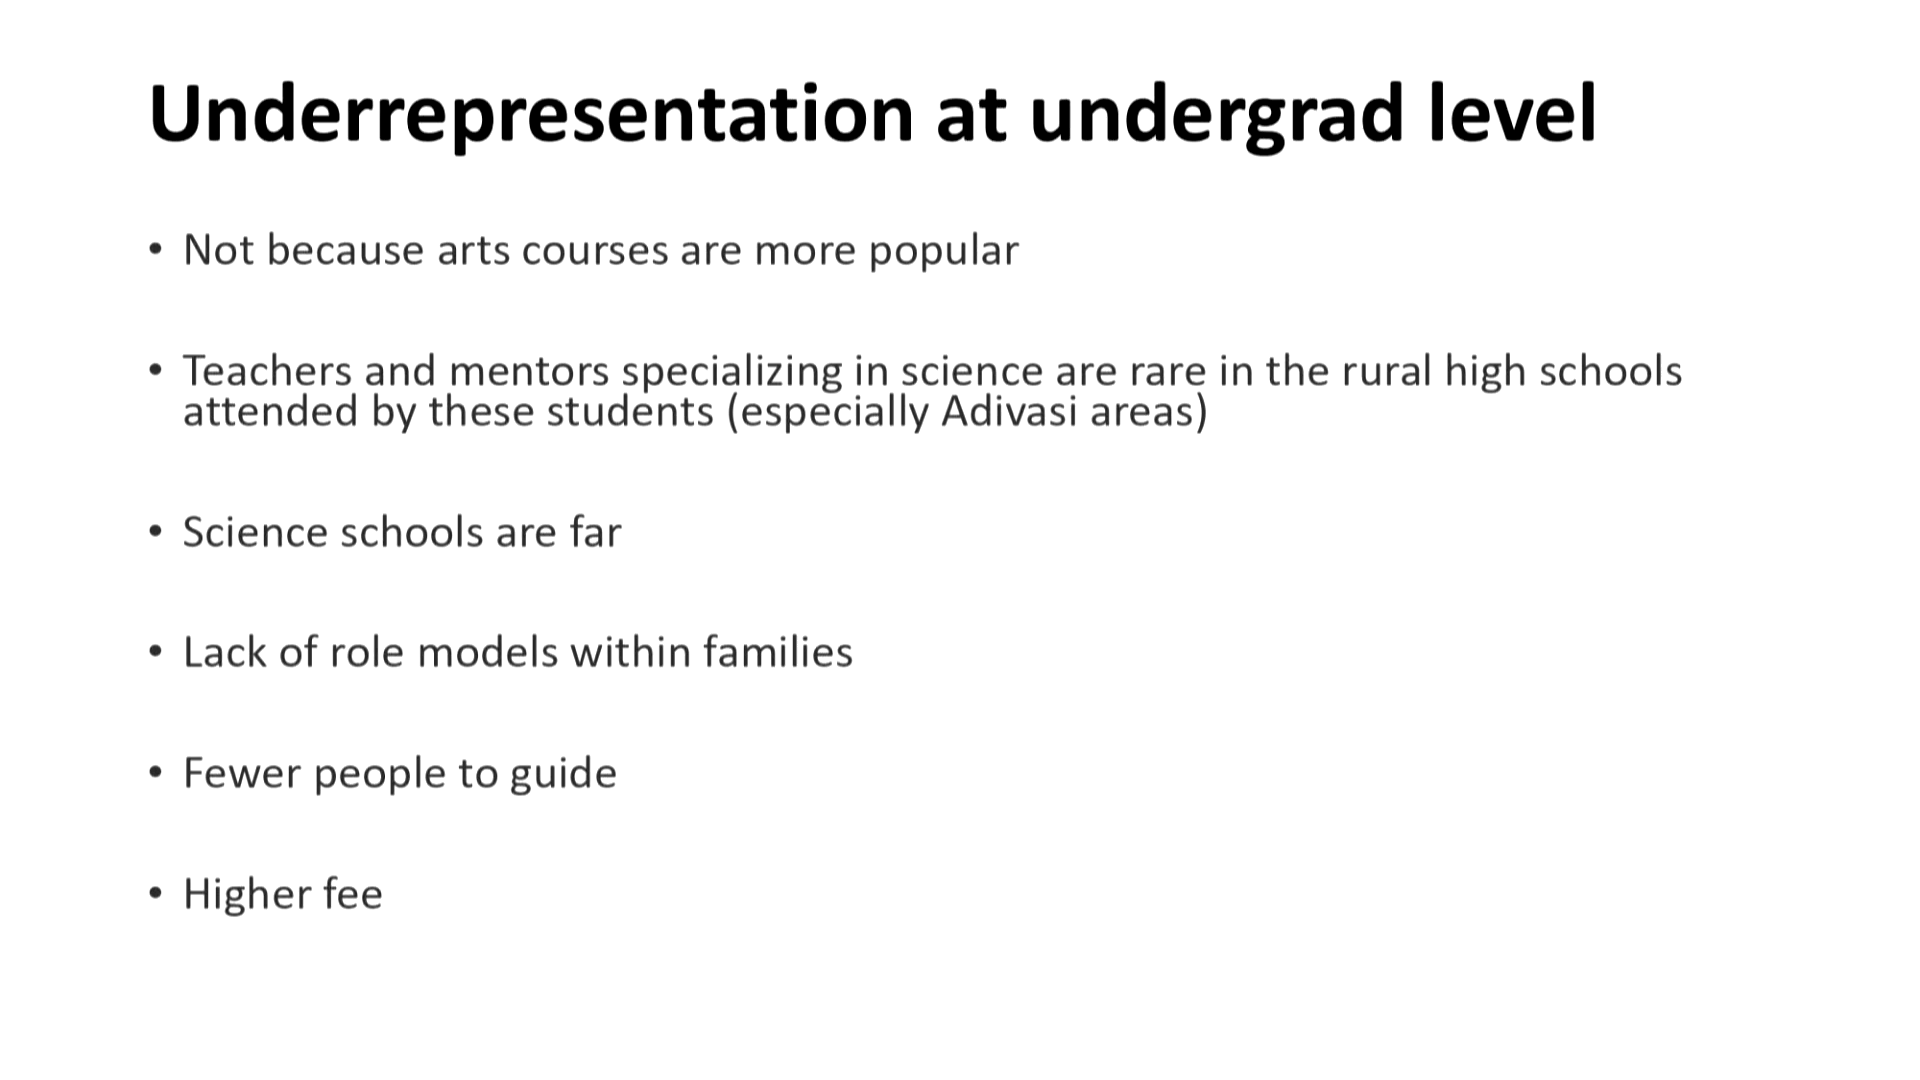 Underrepresentation at undergrad level
• Not because arts courses are more popular
• Teachers and mentors specializing in science are rare in the rural high schools
attended by these students (especially Adivasi areas)
• Science schools are far
• Lack of role models within families
• Fewer people to guide
• Higher fee